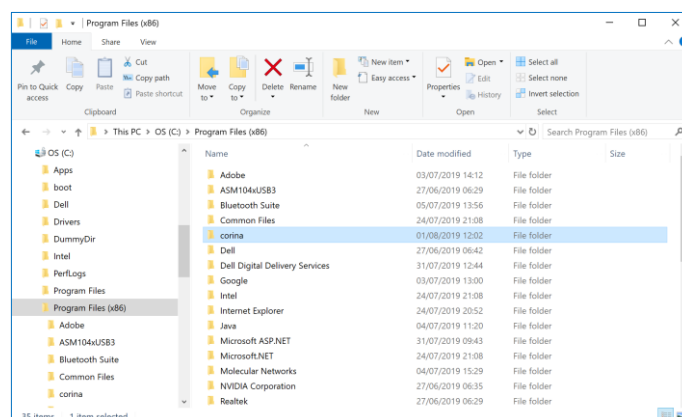 Program Files (x86)
File Home Share View
Pin to Quick access
Copy
Paste
Cut
Copy path
Paste shortcut
Clipboard
Move to
Copy to
Delete
Rename
Organize
New folder
New item
Easy access
New
Properties
Open
Edit
History
Open
Select all
Select none
Invert selection
Select
This PC > OS (C:) > Program Files (x86)
Search Program Files (x86)
OS (C:)
Apps
boot
Dell
Drivers
DummyDir
Intel
PerfLogs
Program Files
Program Files (x86)
Adobe
ASM104xUSB3
Bluetooth Suite
Common Files
corina
Name Date modified Type Size
Adobe 03/07/2019 14:12 File folder
ASM104xUSB3 27/06/2019 06:29 File folder
Bluetooth Suite 05/07/2019 13:56 File folder
Common Files 24/07/2019 21:08 File folder
corina 01/08/2019 12:02 File folder
Dell 27/06/2019 06:42 File folder
Dell Digital Delivery Services 31/07/2019 12:44 File folder
Google 03/07/2019 13:00 File folder
Intel 24/07/2019 21:08 File folder
Internet Explorer 24/07/2019 20:52 File folder
Java 04/07/2019 11:20 File folder
Microsoft ASP.NET 31/07/2019 09:43 File folder
Microsoft.NET 24/07/2019 21:08 File folder
Molecular Networks 04/07/2019 15:29 File folder
NVIDIA Corporation 27/06/2019 06:35 File folder
Realtek 27/06/2019 06:29 File folder
35 items 1 item selected